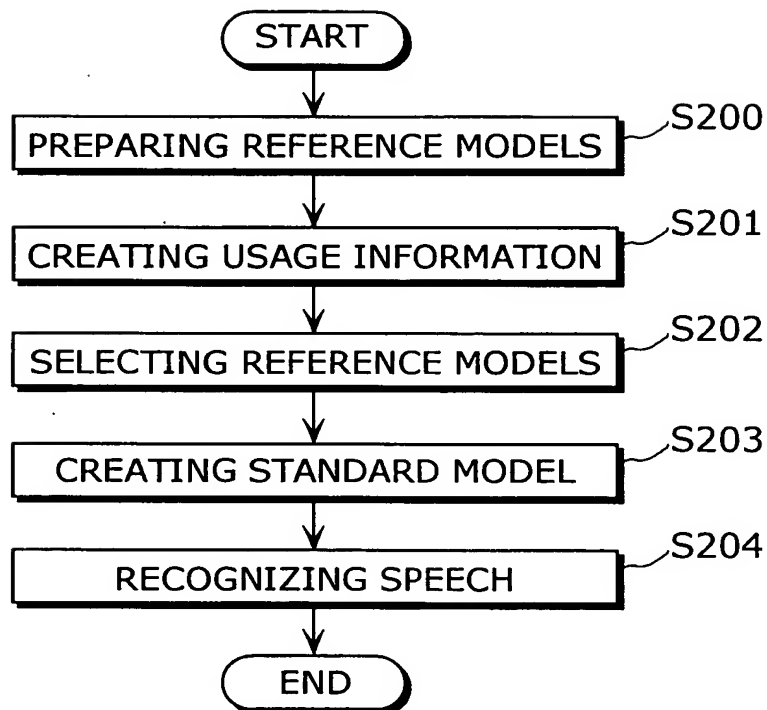 START
PREPARING REFERENCE MODELS
S200
CREATING USAGE INFORMATION
S201
SELECTING REFERENCE MODELS
S202
CREATING STANDARD MODEL
S203
RECOGNIZING SPEECH
S204
END